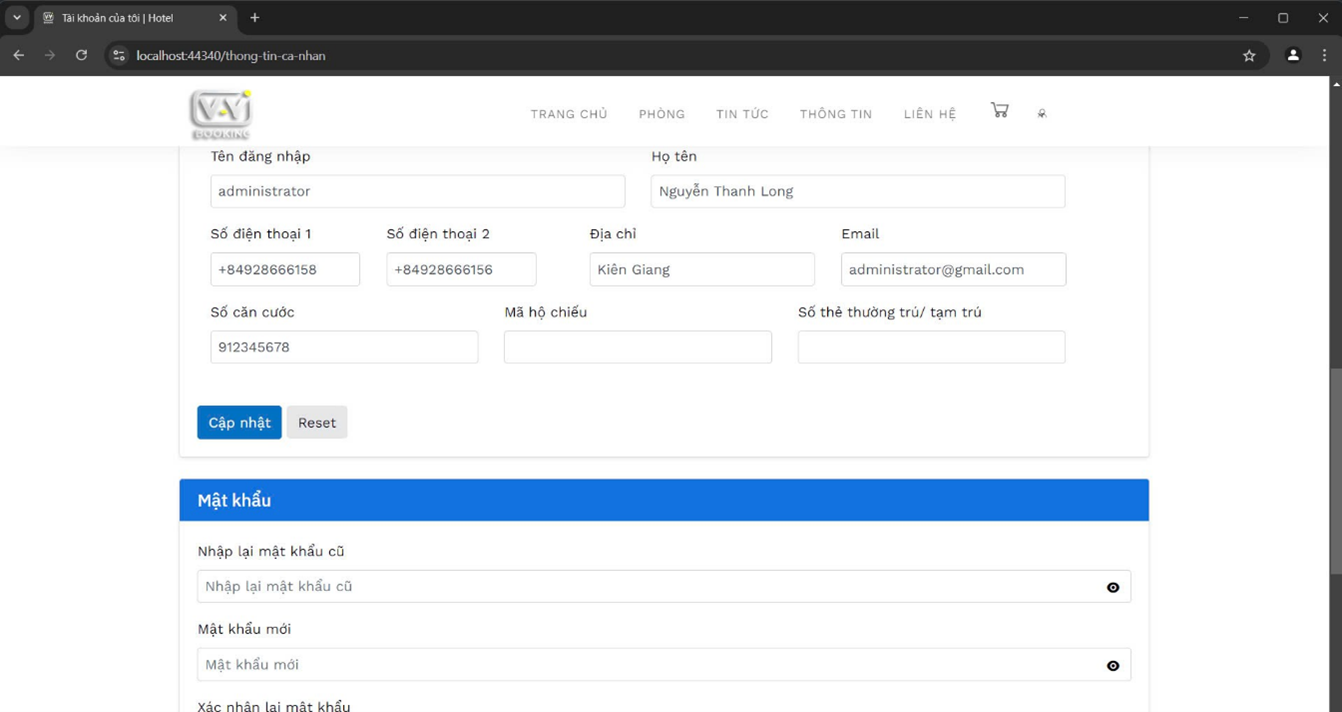 Tài khoản của tôi | Hotel
localhost:44340/thong-tin-ca-nhan
VAVI BOOKING
TRANG CHỦ PHÒNG TIN TỨC THÔNG TIN LIÊN HỆ
Tên đăng nhập Họ tên
administrator Nguyễn Thanh Long
Số điện thoại 1 Số điện thoại 2 Địa chỉ Email
+84928666158 +84928666156 Kiên Giang administrator@gmail.com
Số căn cước Mã hộ chiếu Số thẻ thường trú/ tạm trú
912345678
Cập nhật Reset
Mật khẩu
Nhập lại mật khẩu cũ
Nhập lại mật khẩu cũ
Mật khẩu mới
Mật khẩu mới
Xác nhận lại mật khẩu